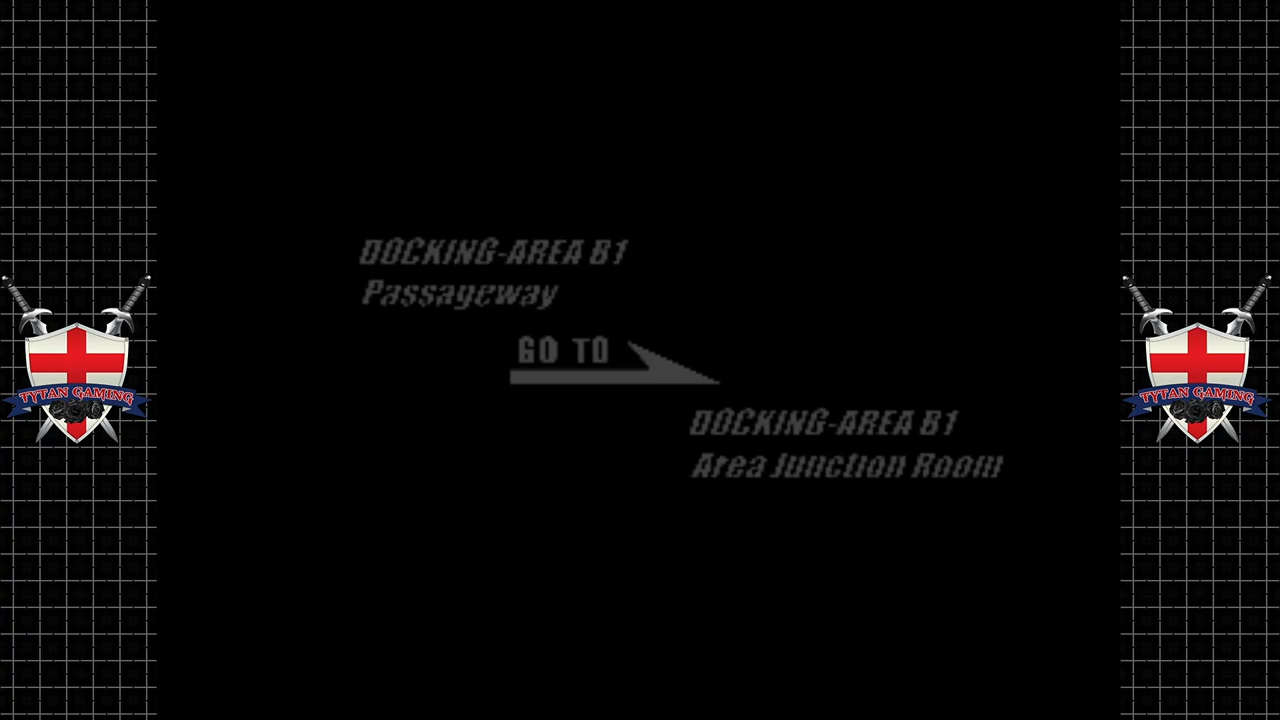 DOCKING-AREA B1
Passageway
GO TO
DOCKING-AREA B1
Area Junction Room
TYTAN GAMING
TYTAN GAMING